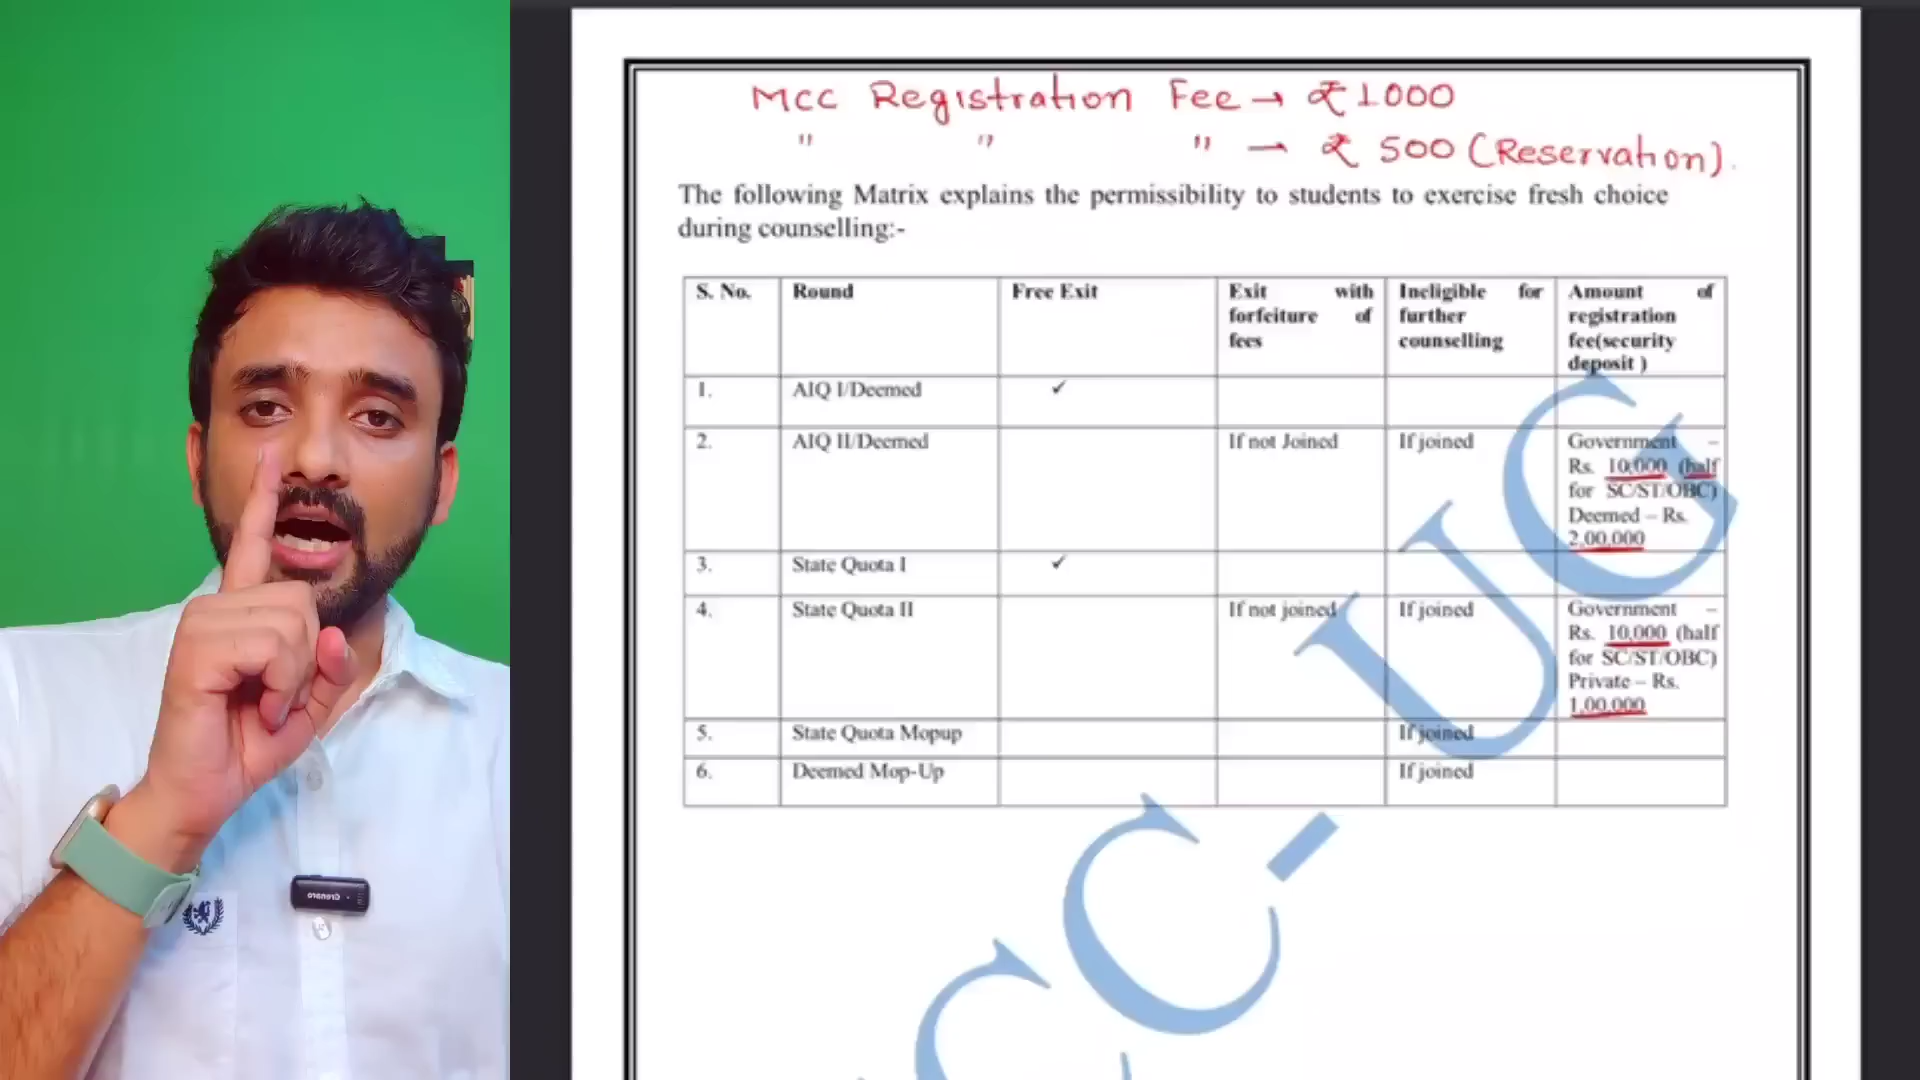 MCC Registration Fee → ₹1000
" " " → ₹ 500 (Reservation).
The following Matrix explains the permissibility to students to exercise fresh choice
during counselling:-
S. No. Round Free Exit Exit with forfeiture of fees Ineligible for further counselling Amount of registration fee(security deposit )
1. AIQ I/Deemed ✓
2. AIQ II/Deemed If not Joined If joined Government – Rs. 10,000 (half for SC/ST/OBC) Deemed – Rs. 2,00,000
3. State Quota I ✓
4. State Quota II If not joined If joined Government – Rs. 10,000 (half for SC/ST/OBC) Private – Rs. 1,00,000
5. State Quota Mopup If joined
6. Deemed Mop-Up If joined
CC- UG